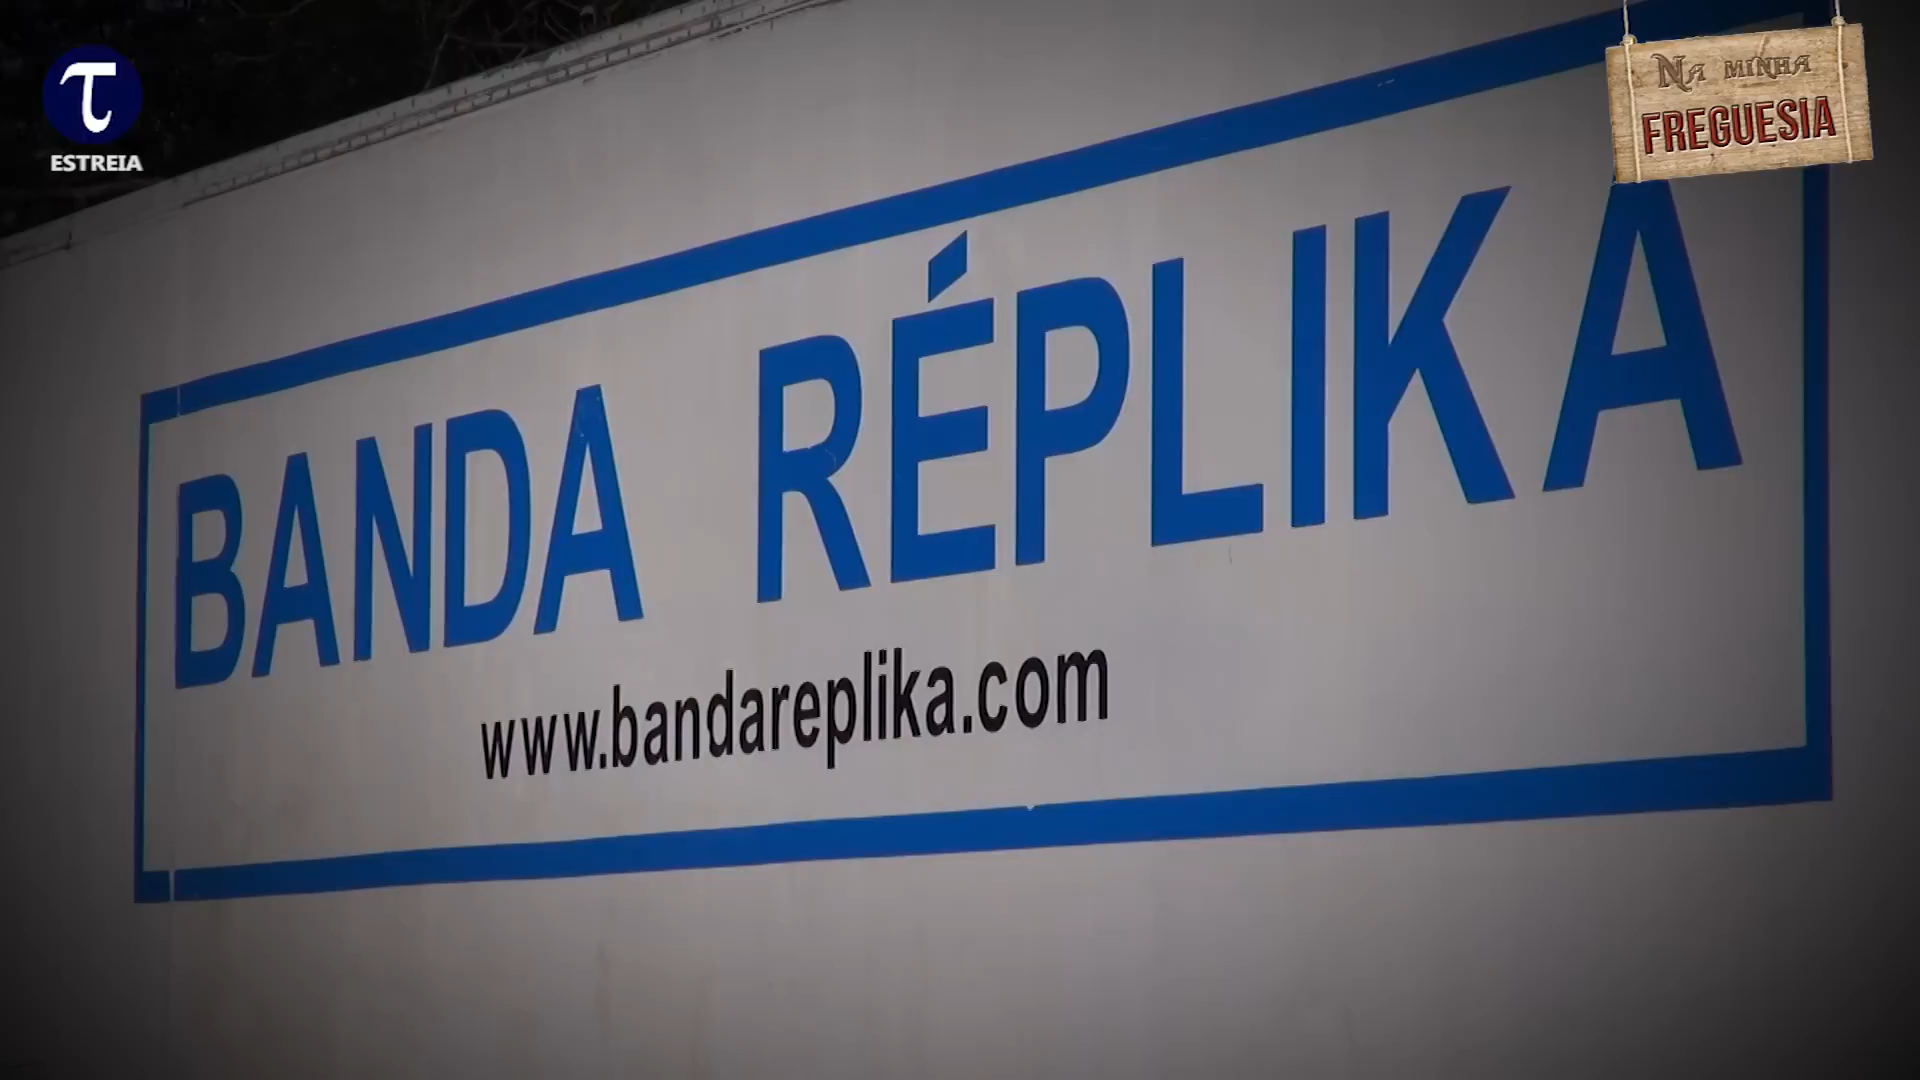 τ
ESTREIA
NA MINHA
FREGUESIA
BANDA RÉPLIKA
www.bandareplika.com